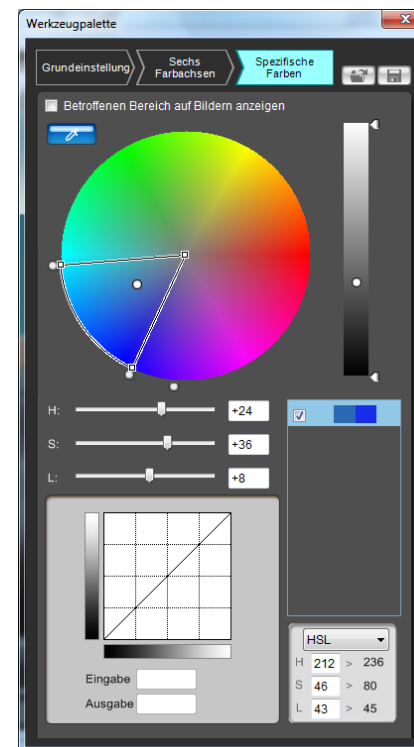 Werkzeugpalette
Grundeinstellung
Sechs
Farbachsen
Spezifische
Farben
Betroffenen Bereich auf Bildern anzeigen
H: +24
S: +36
L: +8
Eingabe
Ausgabe
HSL
H 212 > 236
S 46 > 80
L 43 > 45